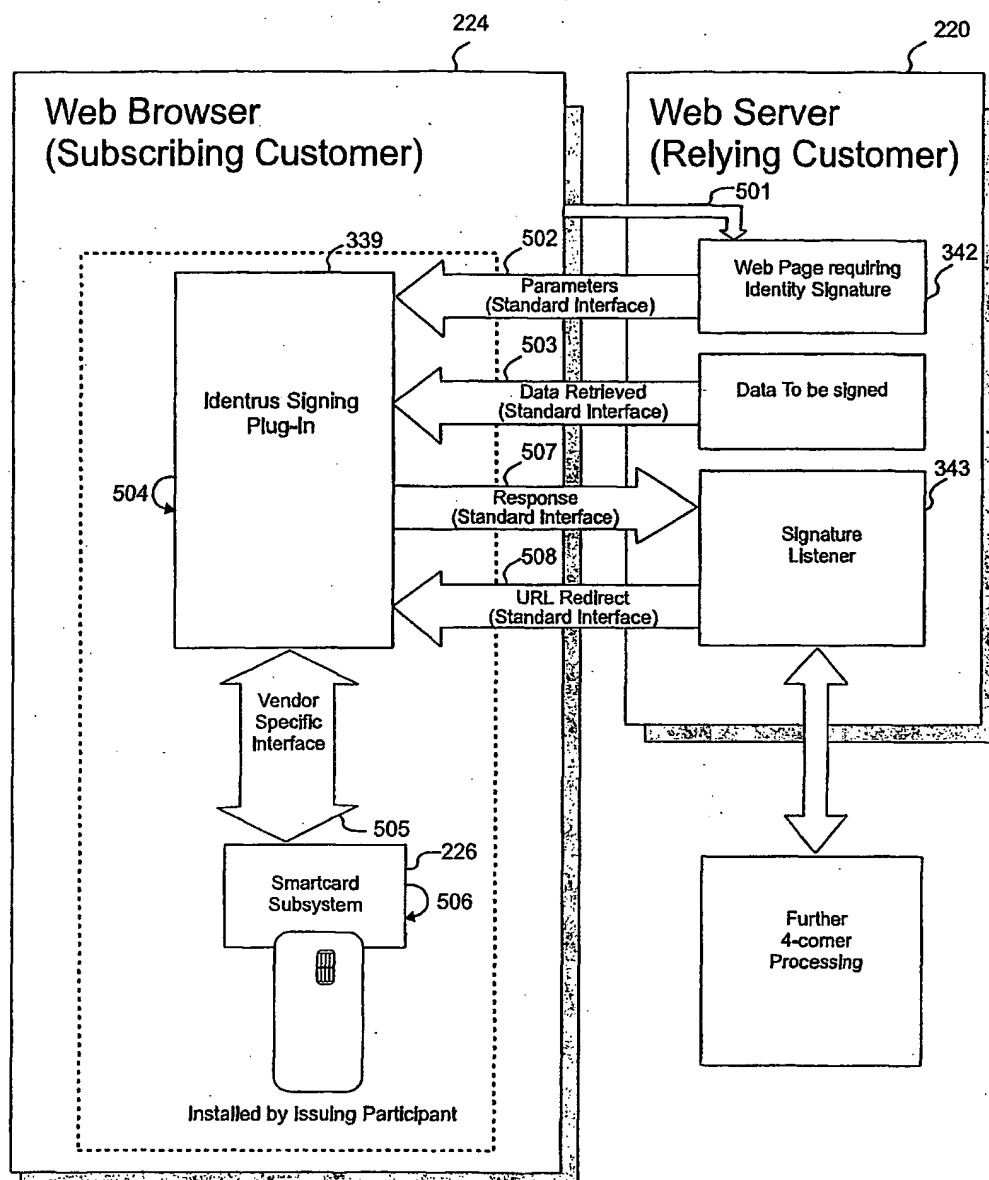 224
220
Web Browser
(Subscribing Customer)
Web Server
(Relying Customer)
501
339
502
Web Page requiring
Identity Signature
342
Parameters
(Standard Interface)
503
Identrus Signing
Plug-In
Data Retrieved
(Standard Interface)
Data To be signed
507
343
504
Response
(Standard Interface)
Signature
Listener
508
URL Redirect
(Standard Interface)
Vendor
Specific
Interface
505
226
Smartcard
Subsystem
506
Further
4-corner
Processing
Installed by Issuing Participant